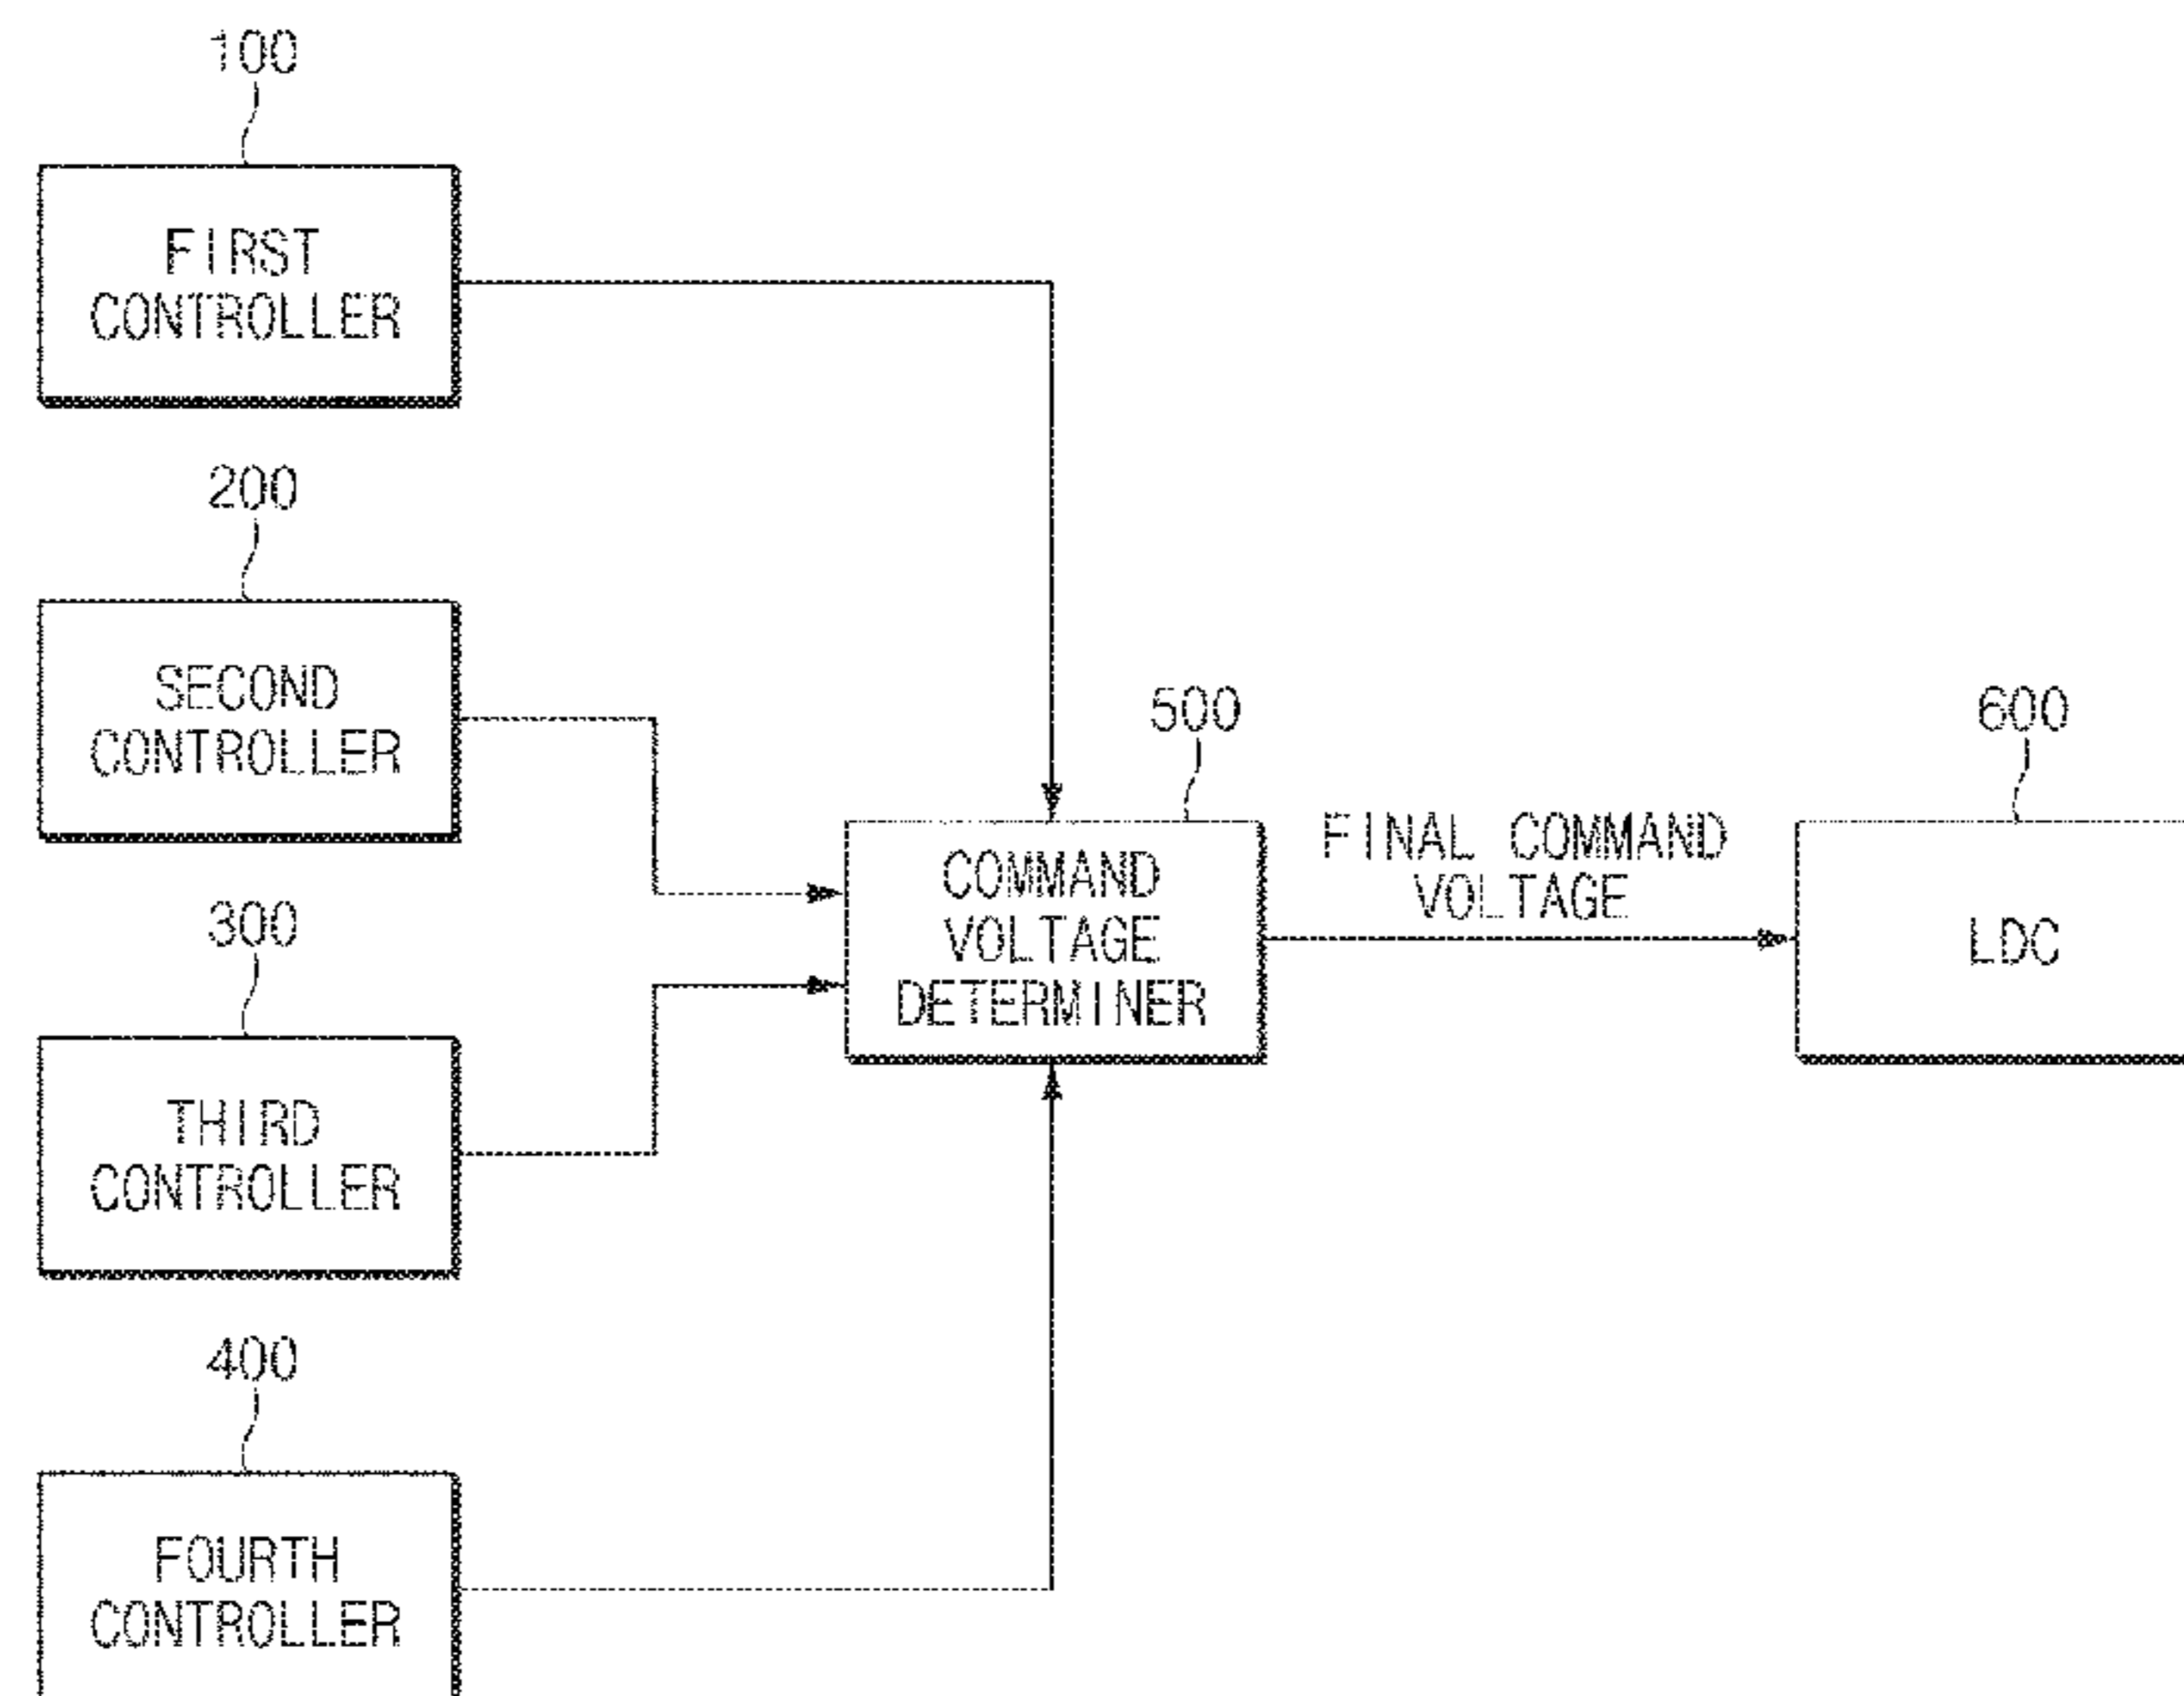 100
FIRST
CONTROLLER
200
SECOND
CONTROLLER
300
THIRD
CONTROLLER
400
FOURTH
CONTROLLER
500
COMMAND
VOLTAGE
DETERMINER
FINAL COMMAND
VOLTAGE
600
LDC